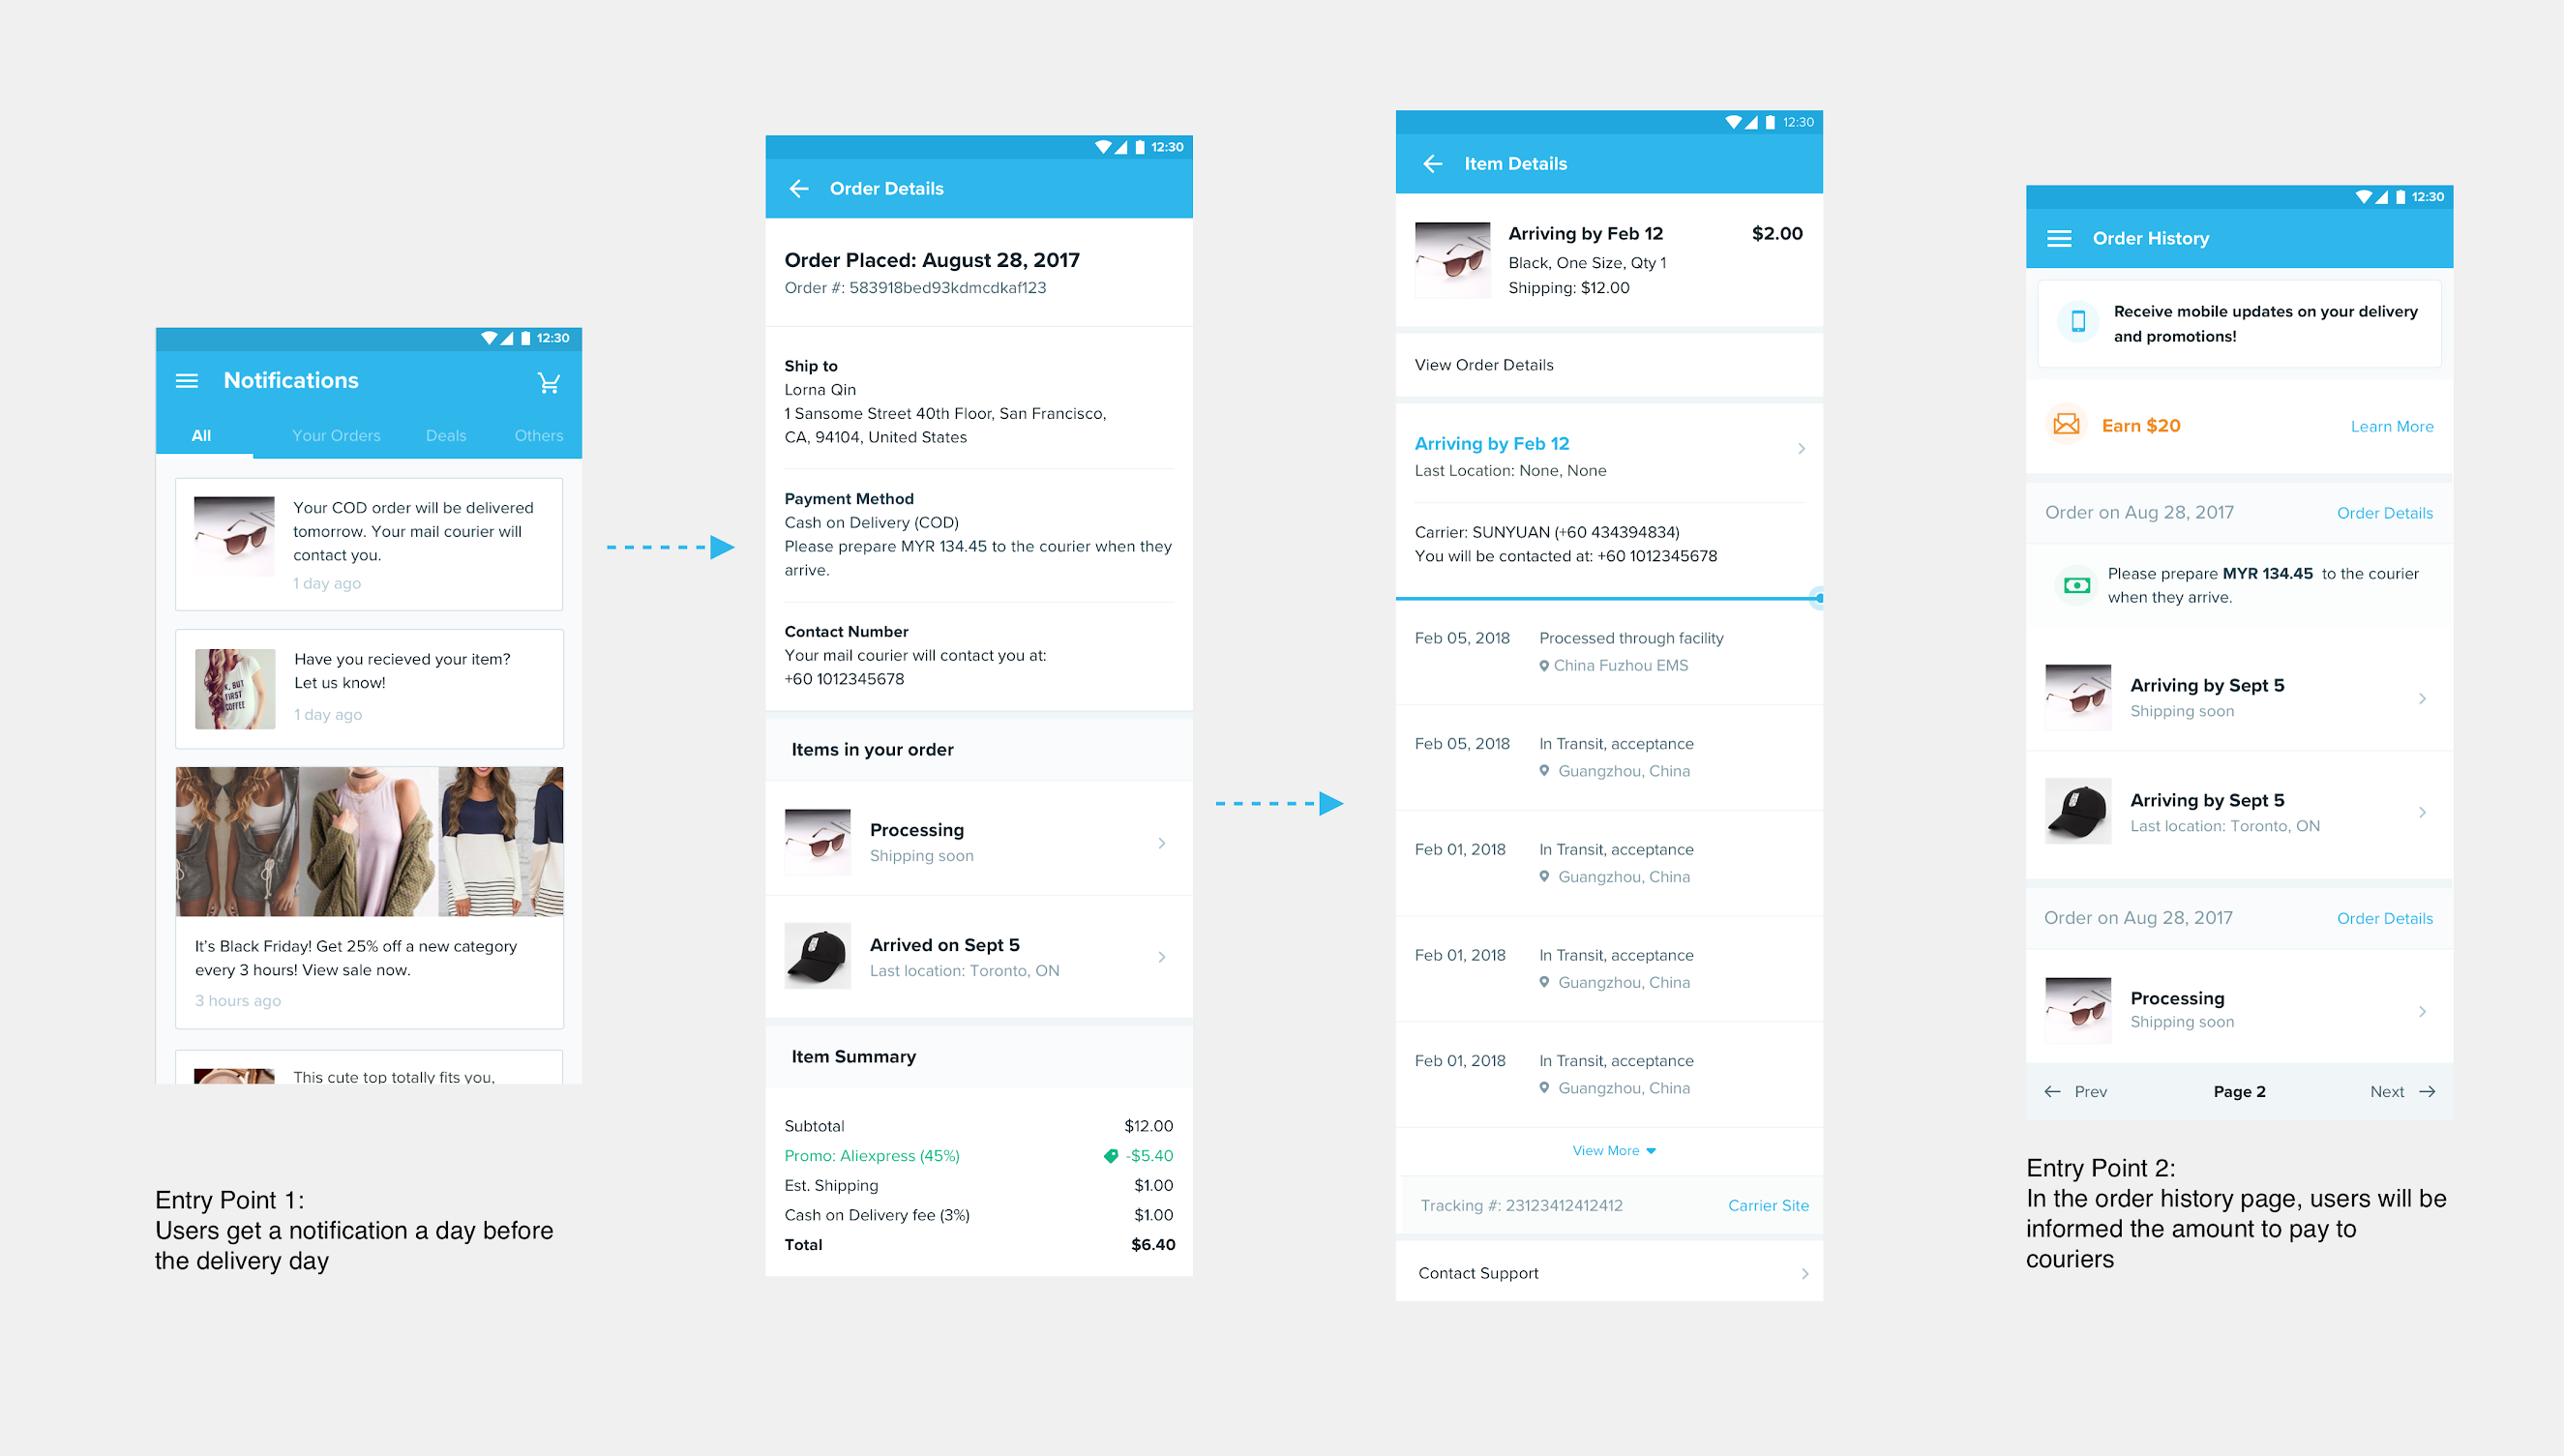 12:30
Notifications
All Your Orders Deals Others
Your COD order will be delivered
tomorrow. Your mail courier will
contact you.
1 day ago
K, BUT
FIRST
COFFEE
Have you recieved your item?
Let us know!
1 day ago
It's Black Friday! Get 25% off a new category
every 3 hours! View sale now.
3 hours ago
This cute top totally fits you,
Entry Point 1:
Users get a notification a day before
the delivery day
12:30
Order Details
Order Placed: August 28, 2017
Order #: 583918bed93kdmcdkaf123
Ship to
Lorna Qin
1 Sansome Street 40th Floor, San Francisco,
CA, 94104, United States
Payment Method
Cash on Delivery (COD)
Please prepare MYR 134.45 to the courier when they
arrive.
Contact Number
Your mail courier will contact you at:
+60 1012345678
Items in your order
Processing
Shipping soon
Arrived on Sept 5
Last location: Toronto, ON
Item Summary
Subtotal $12.00
Promo: Aliexpress (45%) -$5.40
Est. Shipping $1.00
Cash on Delivery fee (3%) $1.00
Total $6.40
12:30
Item Details
Arriving by Feb 12 $2.00
Black, One Size, Qty 1
Shipping: $12.00
View Order Details
Arriving by Feb 12
Last Location: None, None
Carrier: SUNYUAN (+60 434394834)
You will be contacted at: +60 1012345678
Feb 05, 2018 Processed through facility
China Fuzhou EMS
Feb 05, 2018 In Transit, acceptance
Guangzhou, China
Feb 01, 2018 In Transit, acceptance
Guangzhou, China
Feb 01, 2018 In Transit, acceptance
Guangzhou, China
Feb 01, 2018 In Transit, acceptance
Guangzhou, China
View More
Tracking #: 23123412412412 Carrier Site
Contact Support
12:30
Order History
Receive mobile updates on your delivery
and promotions!
Earn $20 Learn More
Order on Aug 28, 2017 Order Details
Please prepare MYR 134.45 to the courier
when they arrive.
Arriving by Sept 5
Shipping soon
Arriving by Sept 5
Last location: Toronto, ON
Order on Aug 28, 2017 Order Details
Processing
Shipping soon
Prev Page 2 Next
Entry Point 2:
In the order history page, users will be
informed the amount to pay to
couriers